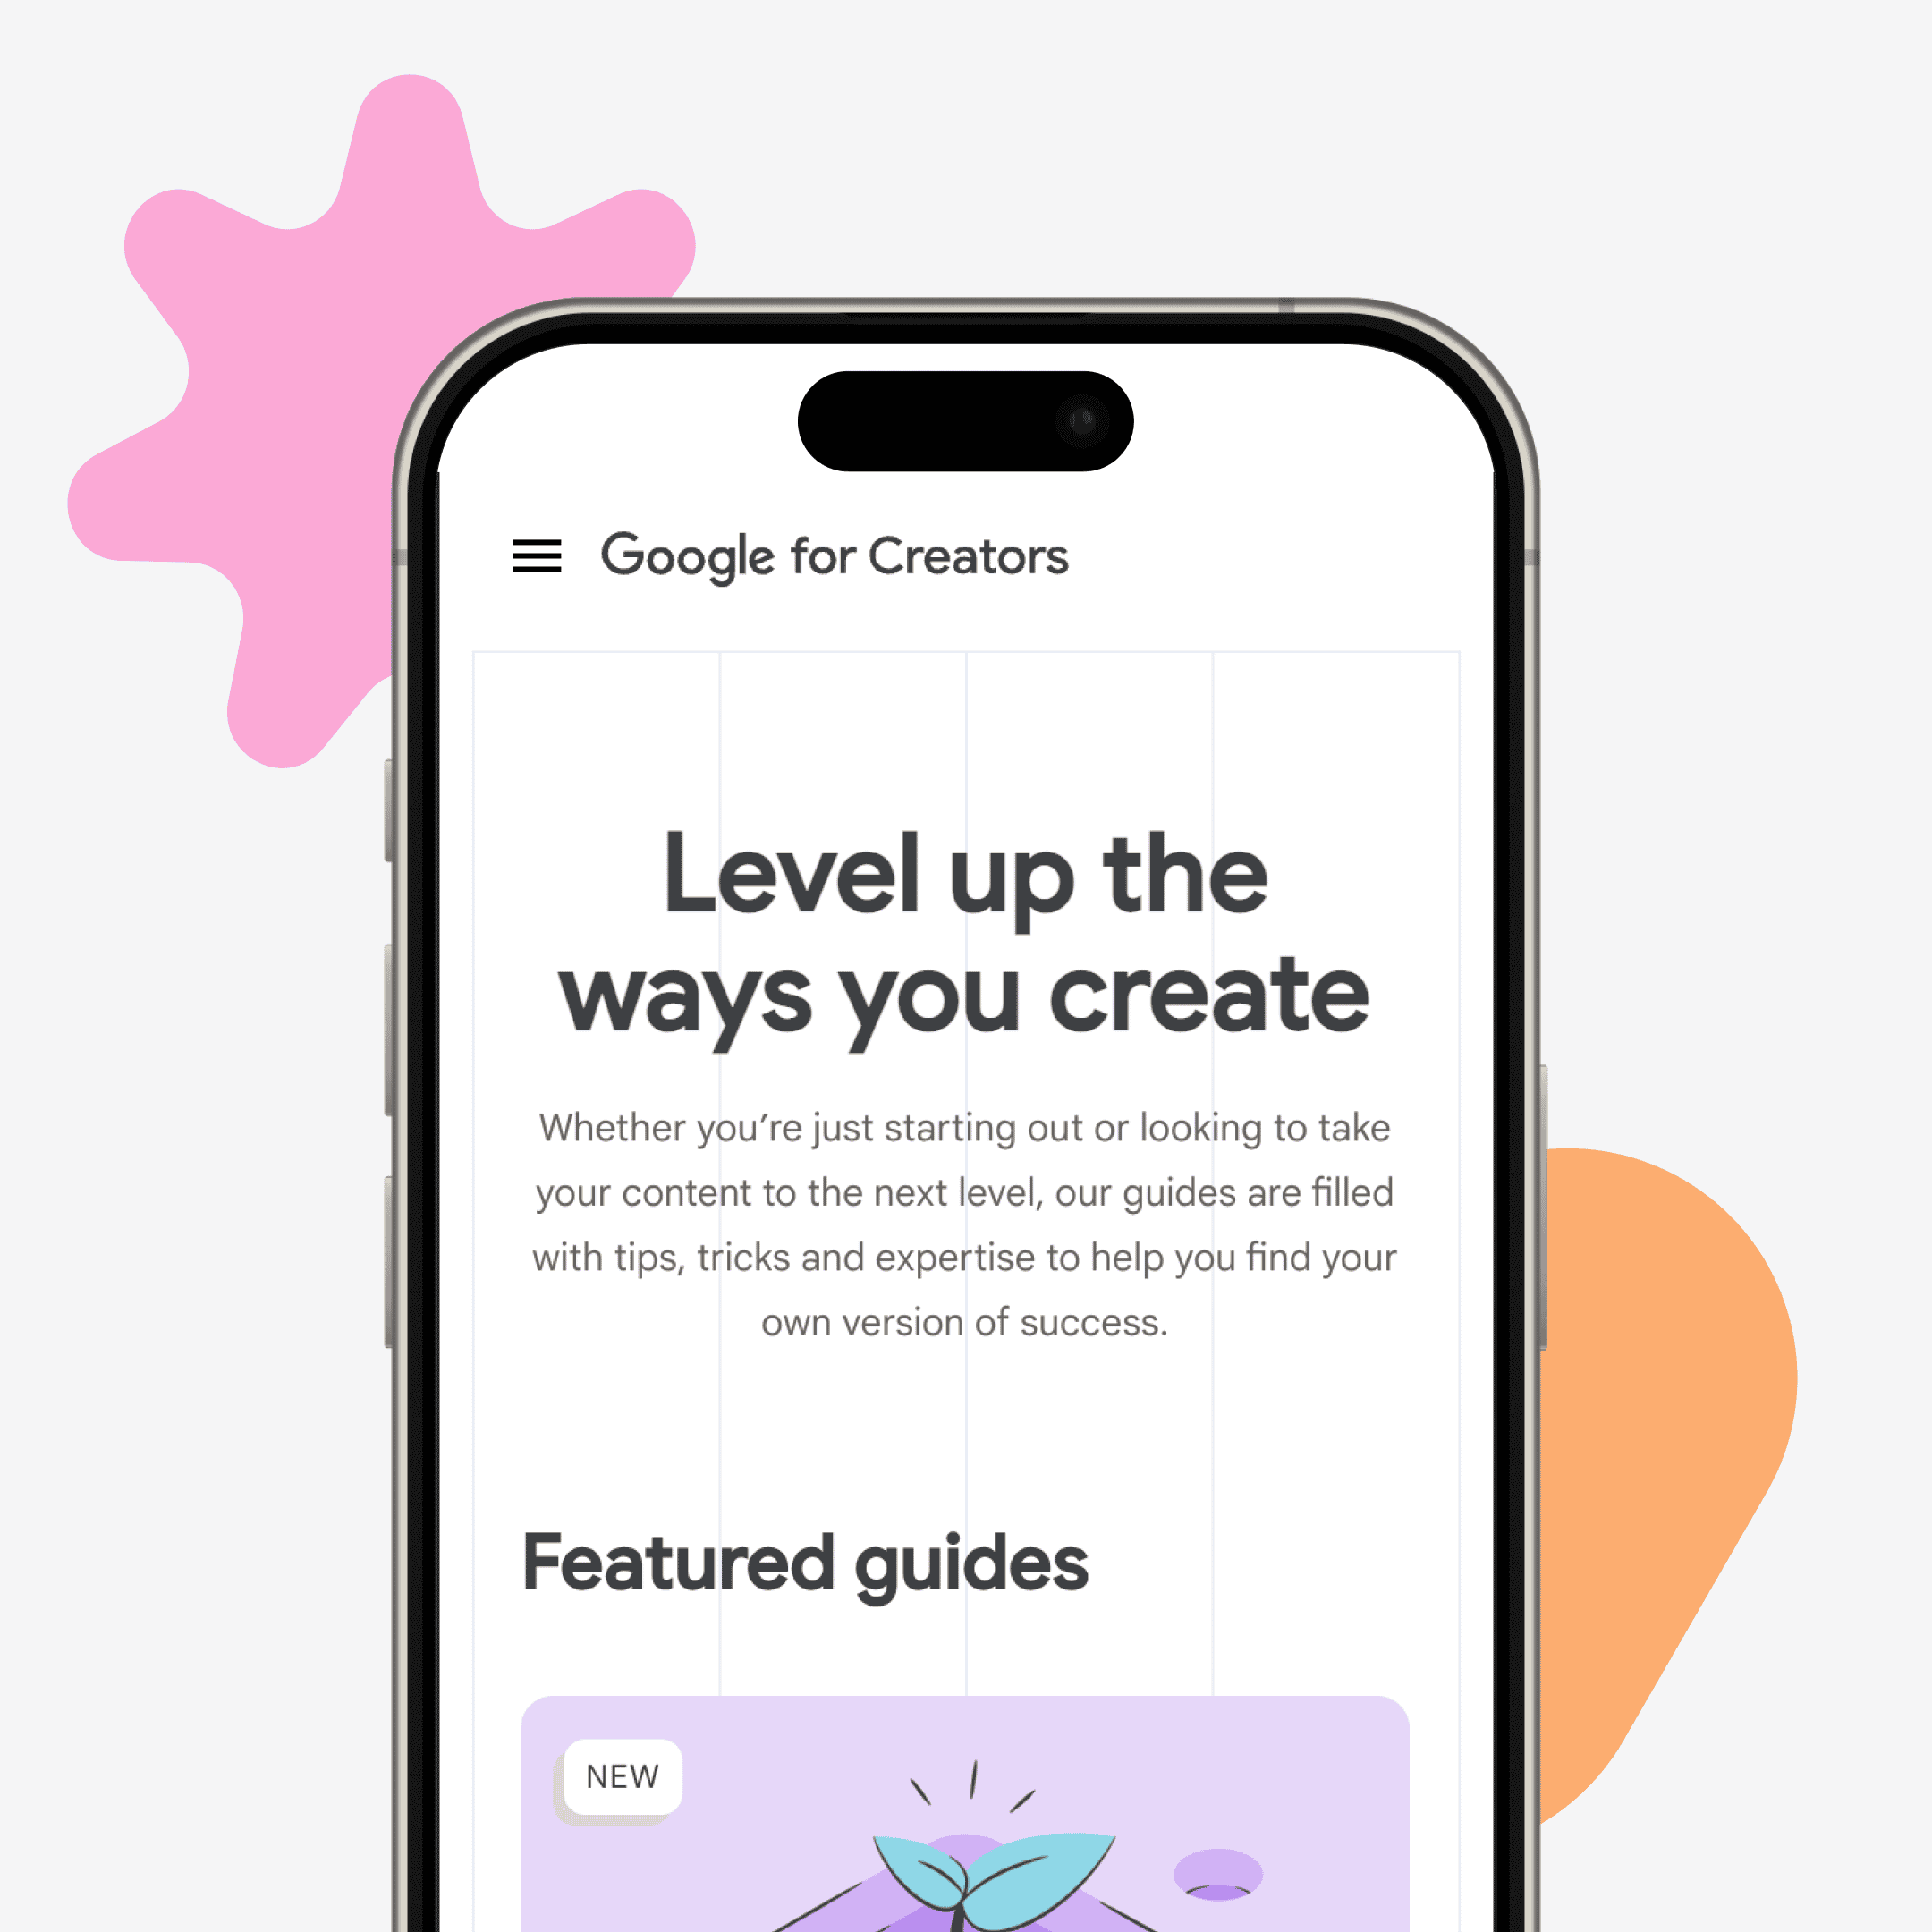 Google for Creators
Level up the
ways you create
Whether you’re just starting out or looking to take
your content to the next level, our guides are filled
with tips, tricks and expertise to help you find your
own version of success.
Featured guides
NEW